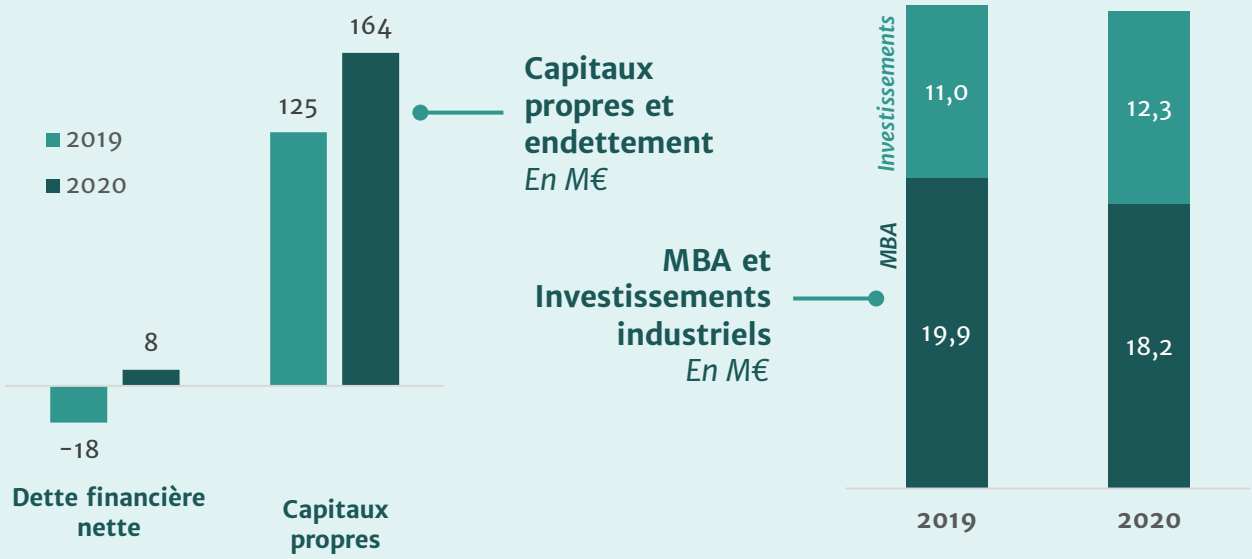 164
125
2019
2020
8
-18
Dette financière
nette
Capitaux
propres
Capitaux
propres et
endettement
En M€
MBA et
Investissements
industriels
En M€
Investissements
MBA
11,0
12,3
19,9
18,2
2019
2020